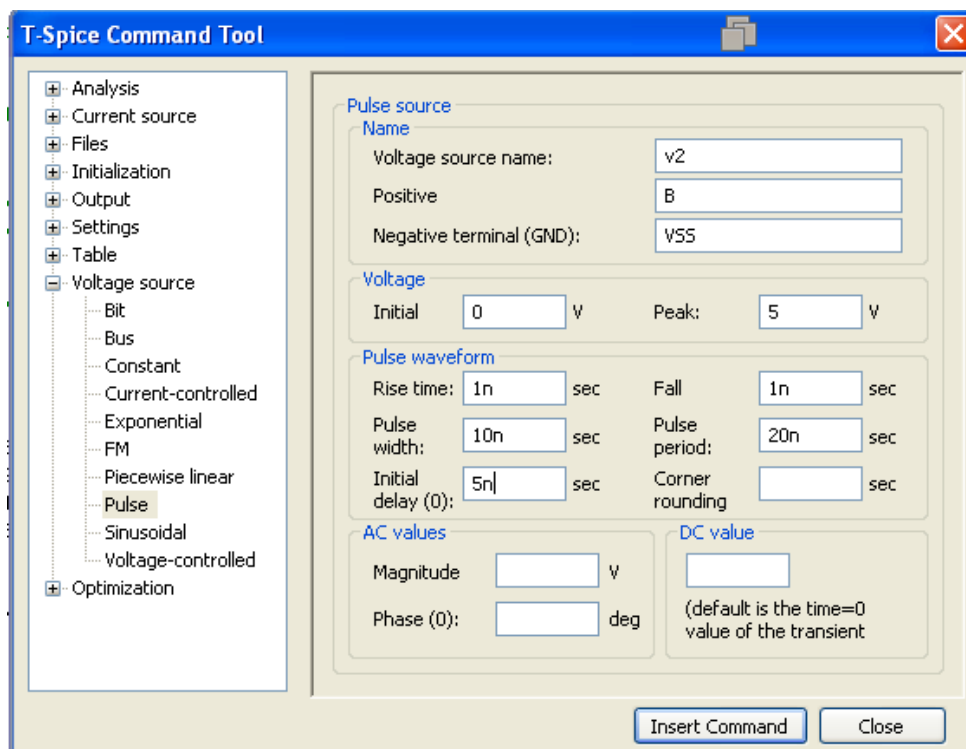 T-Spice Command Tool
Analysis
Current source
Files
Initialization
Output
Settings
Table
Voltage source
Bit
Bus
Constant
Current-controlled
Exponential
FM
Piecewise linear
Pulse
Sinusoidal
Voltage-controlled
Optimization
Pulse source
Name
Voltage source name: v2
Positive B
Negative terminal (GND): VSS
Voltage
Initial 0 V Peak: 5 V
Pulse waveform
Rise time: 1n sec Fall 1n sec
Pulse width: 10n sec Pulse period: 20n sec
Initial delay (0): 5n sec Corner rounding sec
AC values
Magnitude V
Phase (0): deg
DC value
(default is the time=0
value of the transient
Insert Command Close